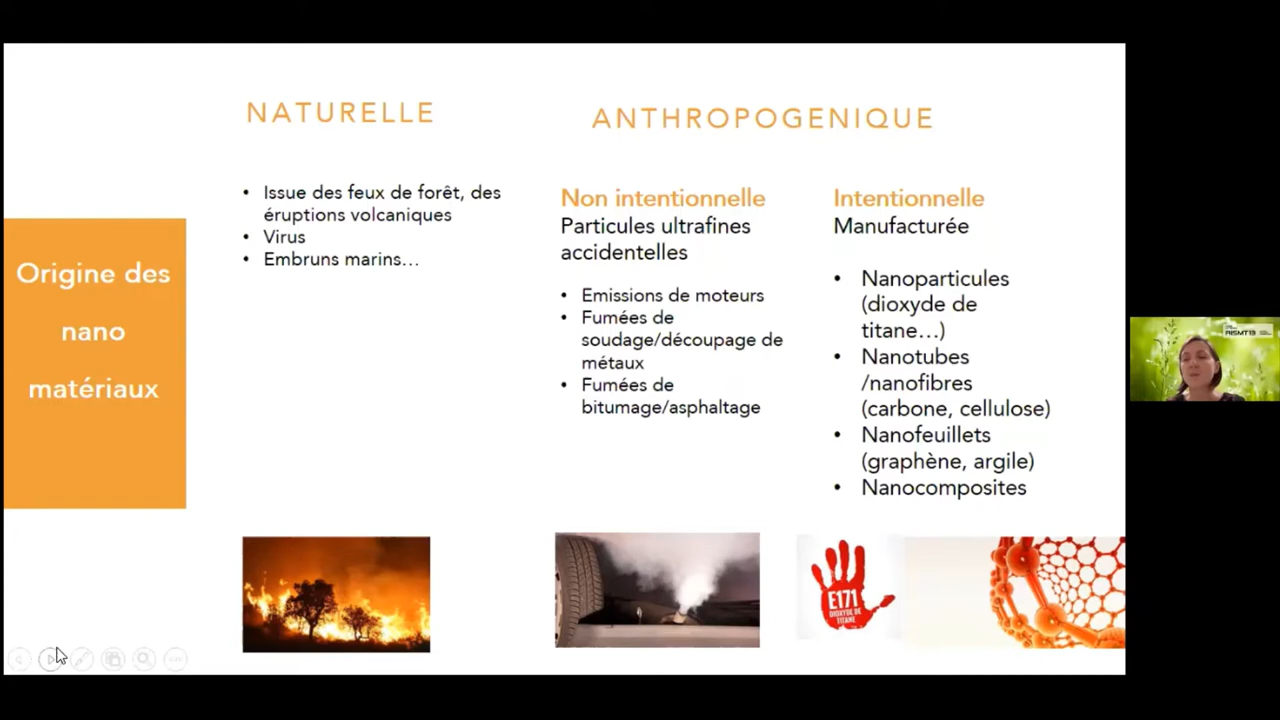 NATURELLE
ANTHROPOGENIQUE
Origine des
nano
matériaux
• Issue des feux de forêt, des
éruptions volcaniques
• Virus
• Embruns marins…
Non intentionnelle
Particules ultrafines
accidentelles
• Emissions de moteurs
• Fumées de
soudage/découpage de
métaux
• Fumées de
bitumage/asphaltage
Intentionnelle
Manufacturée
• Nanoparticules
(dioxyde de
titane…)
• Nanotubes
/nanofibres
(carbone, cellulose)
• Nanofeuillets
(graphène, argile)
• Nanocomposites
E171
DIOXYDE DE
TITANE
AISMT13